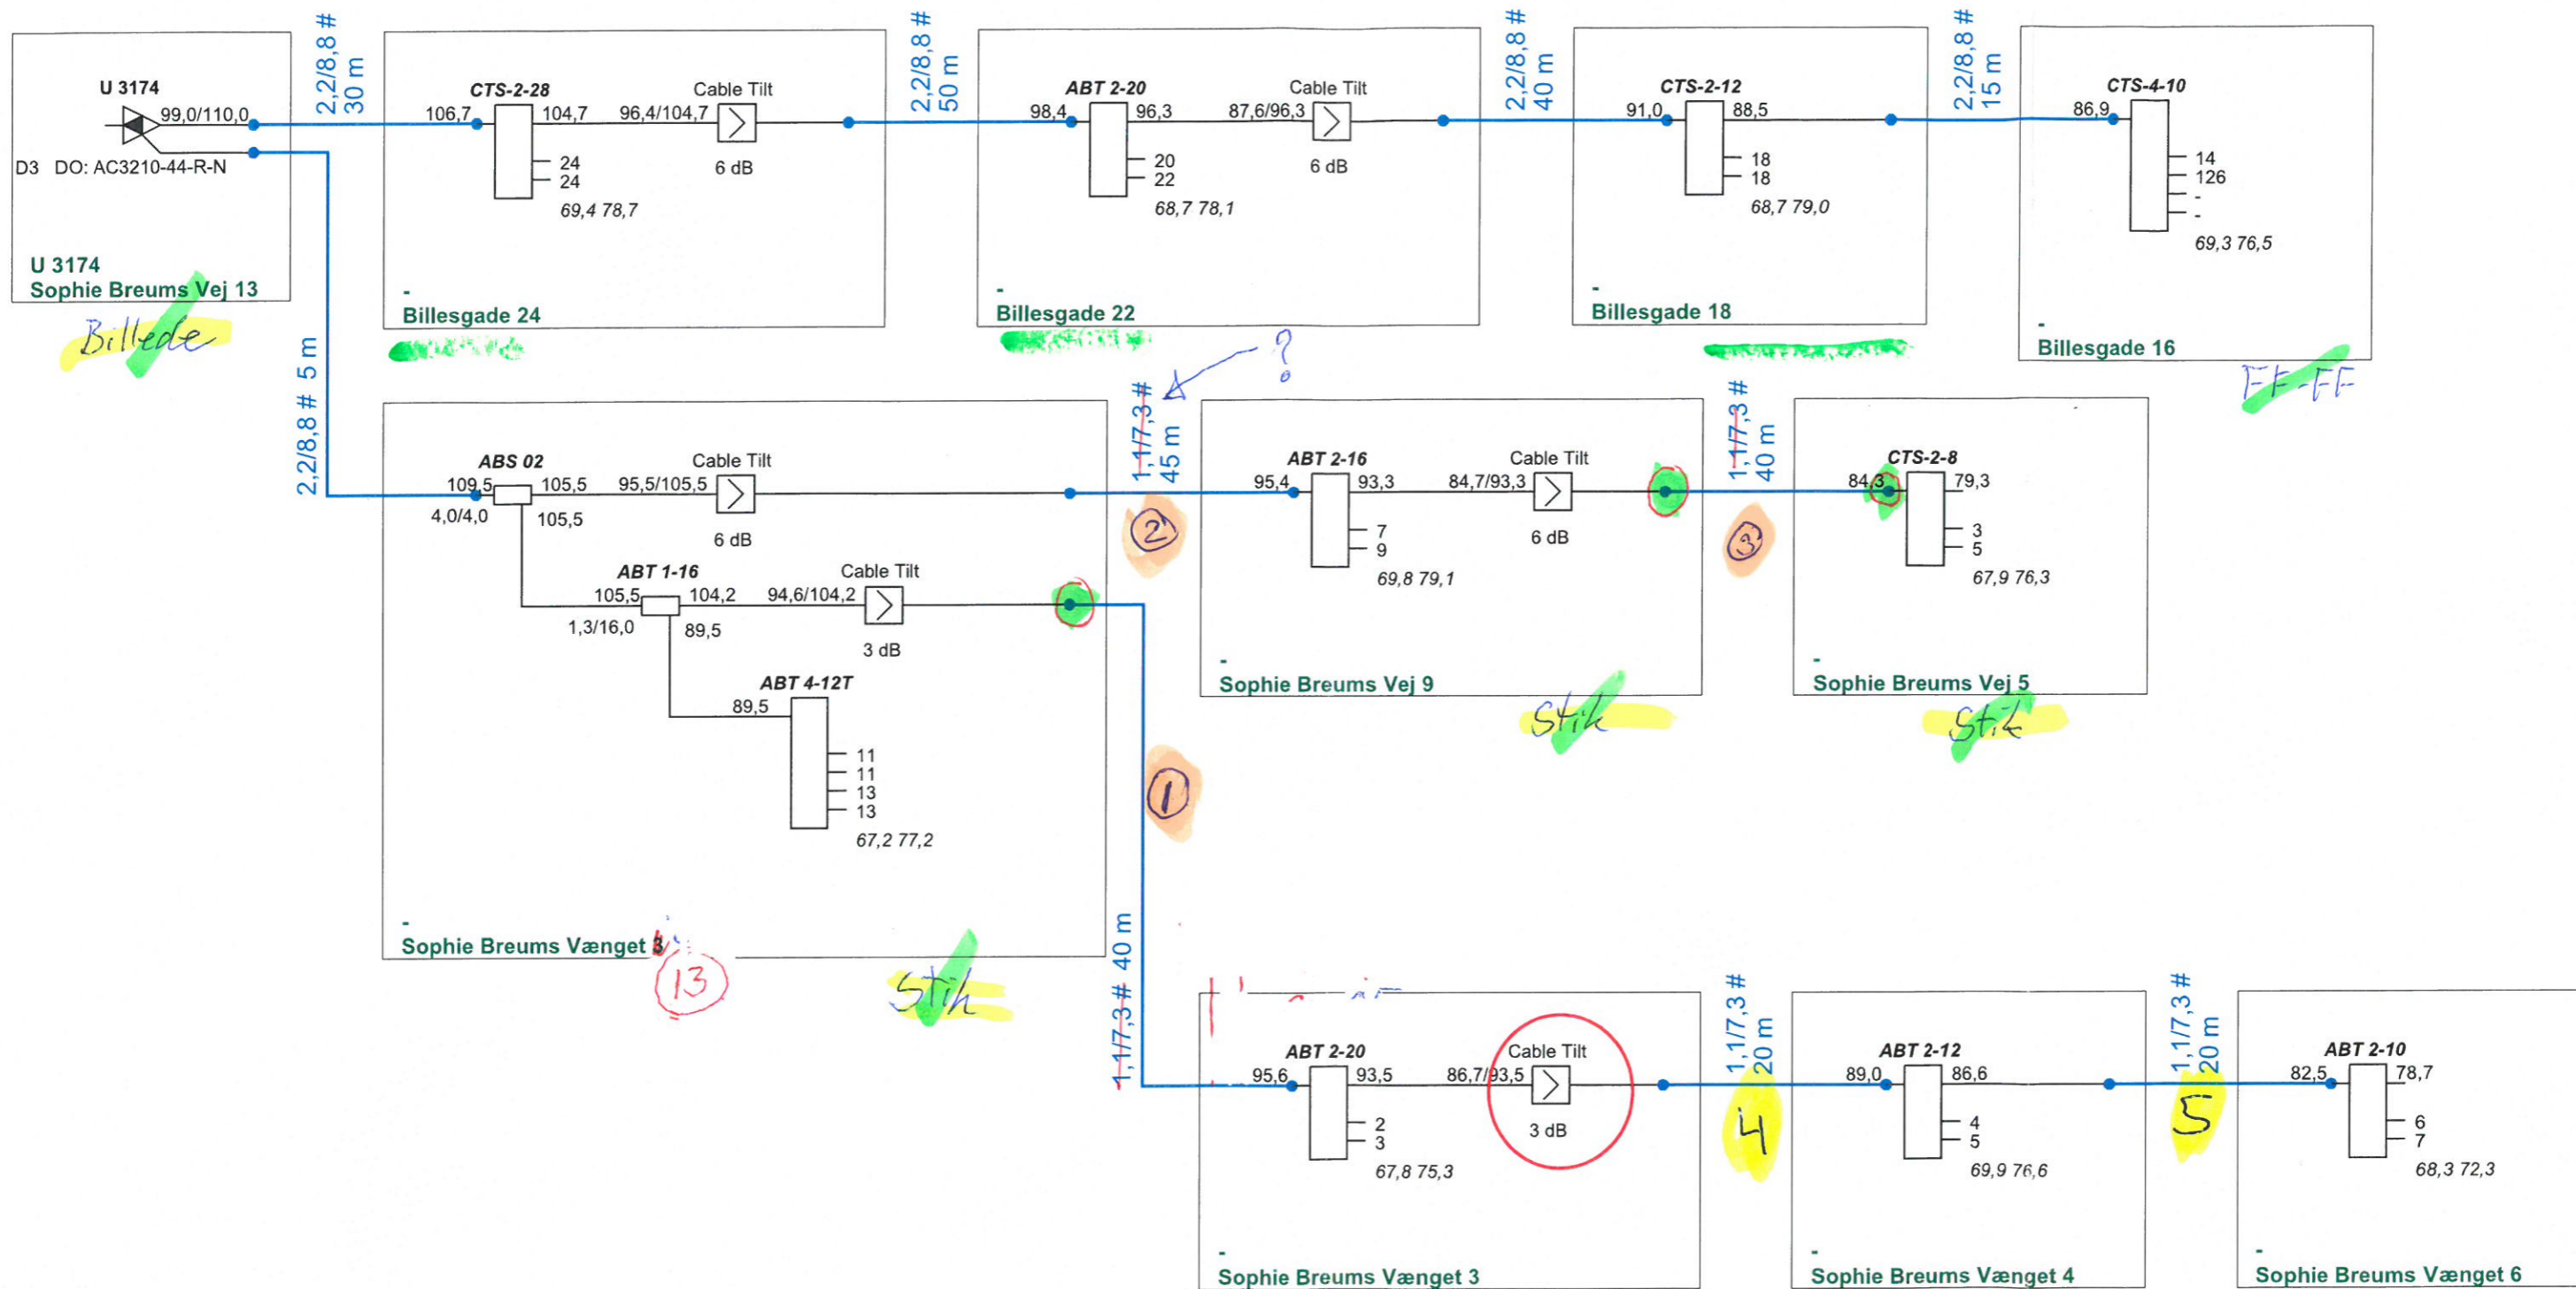 U 3174
99,0/110,0
D3 DO: AC3210-44-R-N
U 3174
Sophie Breums Vej 13
Billede
2,2/8,8 #
30 m
CTS-2-28
106,7
104,7
96,4/104,7
Cable Tilt
6 dB
24
24
69,4 78,7
-
Billesgade 24
2,2/8,8 #
50 m
ABT 2-20
98,4
96,3
87,6/96,3
Cable Tilt
6 dB
20
22
68,7 78,1
-
Billesgade 22
2,2/8,8 #
40 m
CTS-2-12
91,0
88,5
18
18
68,7 79,0
-
Billesgade 18
2,2/8,8 #
15 m
CTS-4-10
86,9
14
126
-
-
69,3 76,5
-
Billesgade 16
FF-FF
2,2/8,8 # 5 m
ABS 02
109,5
105,5
95,5/105,5
Cable Tilt
4,0/4,0
105,5
6 dB
ABT 1-16
105,5
104,2
94,6/104,2
Cable Tilt
1,3/16,0
89,5
3 dB
ABT 4-12T
89,5
11
11
13
13
67,2 77,2
-
Sophie Breums Vænget 3
13
Stik
?
1,1/7,3 #
45 m
2
ABT 2-16
95,4
93,3
84,7/93,3
Cable Tilt
6 dB
7
9
69,8 79,1
-
Sophie Breums Vej 9
Stik
1,1/7,3 #
40 m
3
CTS-2-8
84,3
79,3
3
5
67,9 76,3
-
Sophie Breums Vej 5
Stik
1
1,1/7,3 # 40 m
ABT 2-20
95,6
93,5
86,7/93,5
Cable Tilt
3 dB
2
3
67,8 75,3
-
Sophie Breums Vænget 3
1,1/7,3 #
20 m
4
ABT 2-12
89,0
86,6
4
5
69,9 76,6
-
Sophie Breums Vænget 4
1,1/7,3 #
20 m
5
ABT 2-10
82,5
78,7
6
7
68,3 72,3
-
Sophie Breums Vænget 6